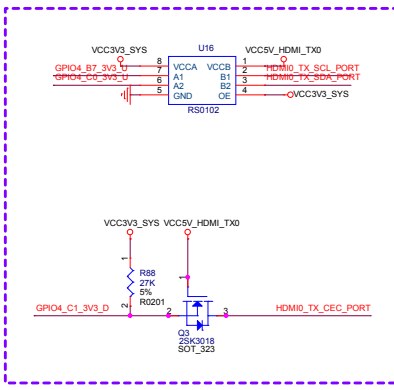 U16
VCC3V3_SYS
VCC5V_HDMI_TX0
GPIO4_B7_3V3_U 8 VCCA VCCB 1
7 A1 B1 2 HDMI0_TX_SCL_PORT
GPIO4_C0_3V3_U 6 A2 B2 3 HDMI0_TX_SDA_PORT
5 GND OE 4 VCC3V3_SYS
RS0102
VCC3V3_SYS VCC5V_HDMI_TX0
1
R88
27K
5%
R0201
2
1
GPIO4_C1_3V3_D 2 3 HDMI0_TX_CEC_PORT
Q3
2SK3018
SOT_323